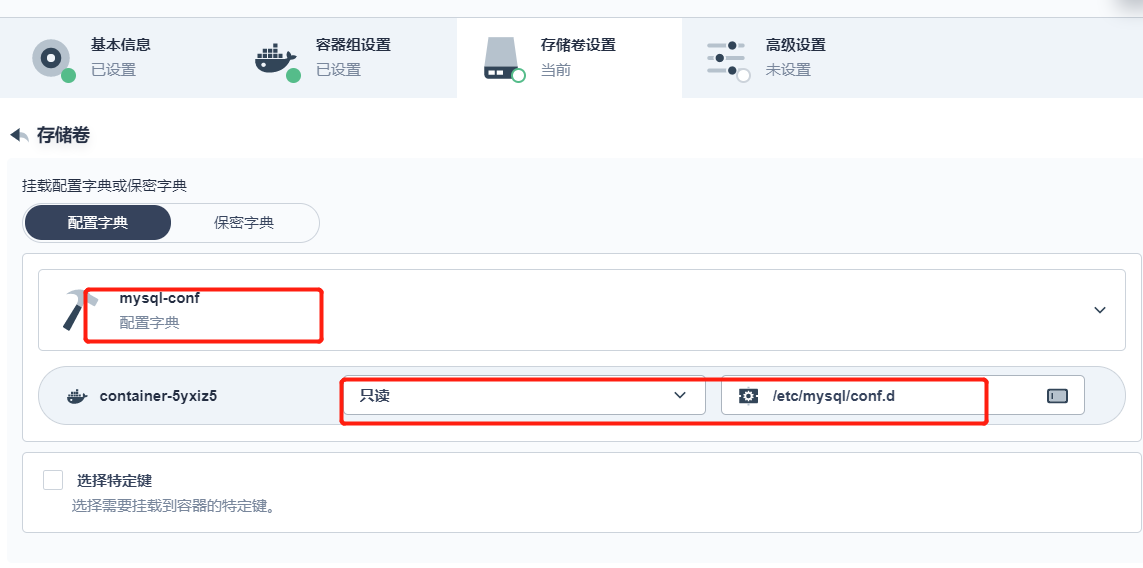 基本信息
已设置
容器组设置
已设置
存储卷设置
当前
高级设置
未设置
存储卷
挂载配置字典或保密字典
配置字典
保密字典
mysql-conf
配置字典
container-5yxiz5
只读
/etc/mysql/conf.d
选择特定键
选择需要挂载到容器的特定键。